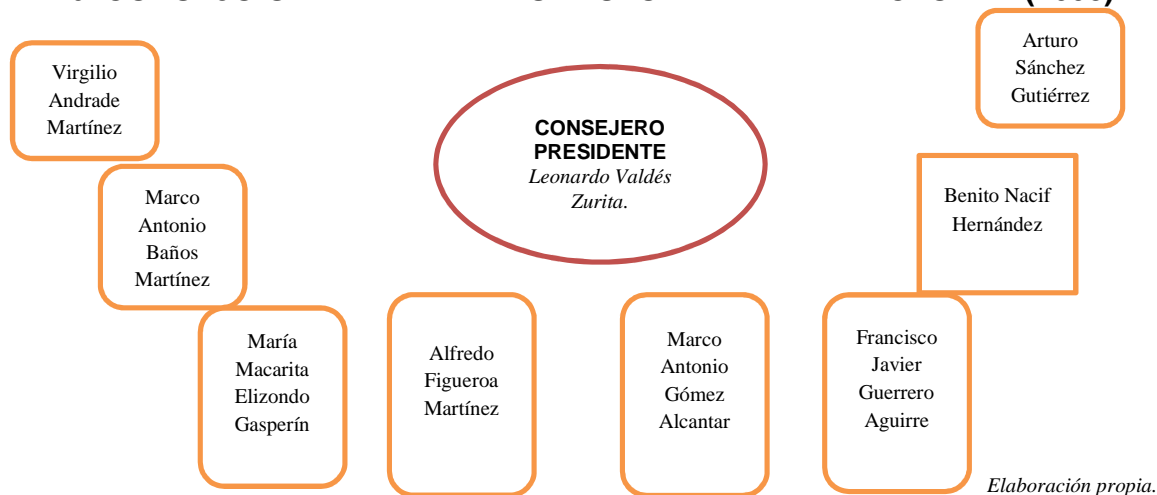 Virgilio
Andrade
Martínez
Marco
Antonio
Baños
Martínez
María
Macarita
Elizondo
Gasperín
Alfredo
Figueroa
Martínez
CONSEJERO
PRESIDENTE
Leonardo Valdés
Zurita.
Marco
Antonio
Gómez
Alcantar
Francisco
Javier
Guerrero
Aguirre
Benito Nacif
Hernández
Arturo
Sánchez
Gutiérrez
Elaboración propia.